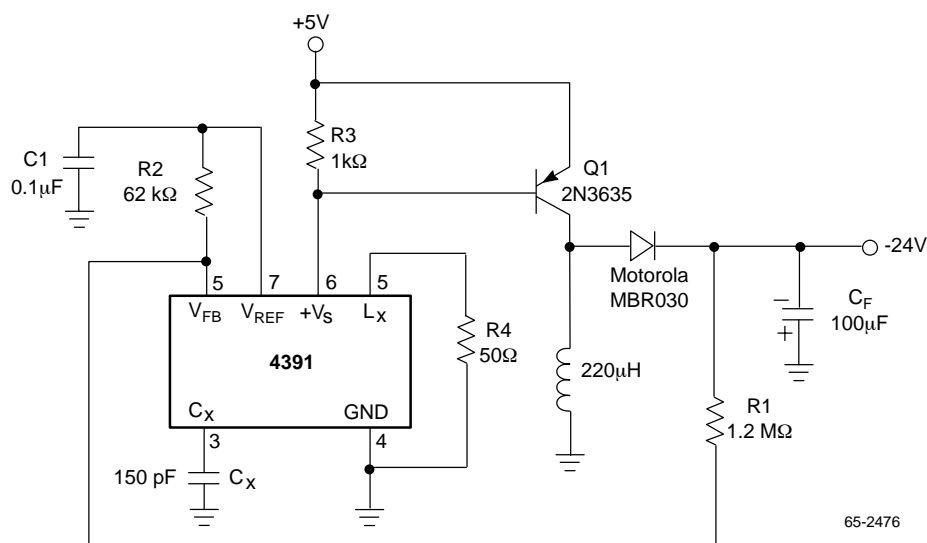 +5V
C1
0.1µF
R2
62 kΩ
R3
1kΩ
Q1
2N3635
-24V
Motorola
MBR030
CF
100µF
−
+
5
7
6
5
VFB
VREF
+VS
LX
4391
R4
50Ω
220µH
CX
GND
3
4
150 pF
CX
R1
1.2 MΩ
65-2476